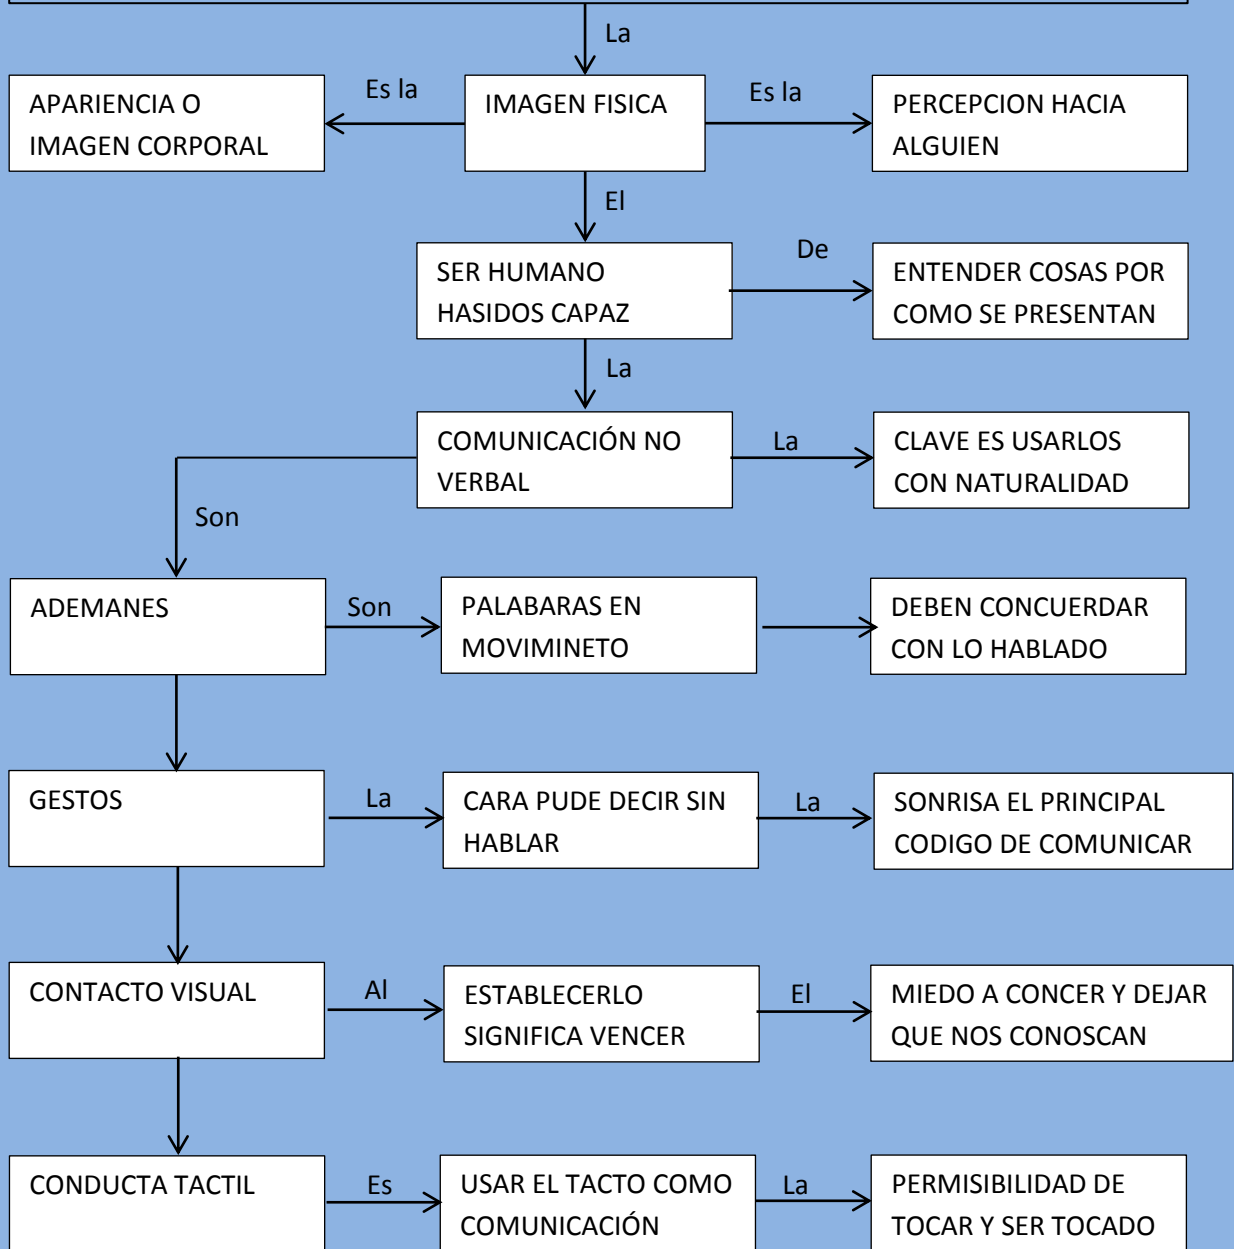 La
APARIENCIA O
IMAGEN CORPORAL
Es la
IMAGEN FISICA
Es la
PERCEPCION HACIA
ALGUIEN
El
SER HUMANO
HASIDOS CAPAZ
De
ENTENDER COSAS POR
COMO SE PRESENTAN
La
COMUNICACIÓN NO
VERBAL
La
CLAVE ES USARLOS
CON NATURALIDAD
Son
ADEMANES
Son
PALABARAS EN
MOVIMINETO
DEBEN CONCUERDAR
CON LO HABLADO
GESTOS
La
CARA PUDE DECIR SIN
HABLAR
La
SONRISA EL PRINCIPAL
CODIGO DE COMUNICAR
CONTACTO VISUAL
Al
ESTABLECERLO
SIGNIFICA VENCER
El
MIEDO A CONCER Y DEJAR
QUE NOS CONOSCAN
CONDUCTA TACTIL
Es
USAR EL TACTO COMO
COMUNICACIÓN
La
PERMISIBILIDAD DE
TOCAR Y SER TOCADO